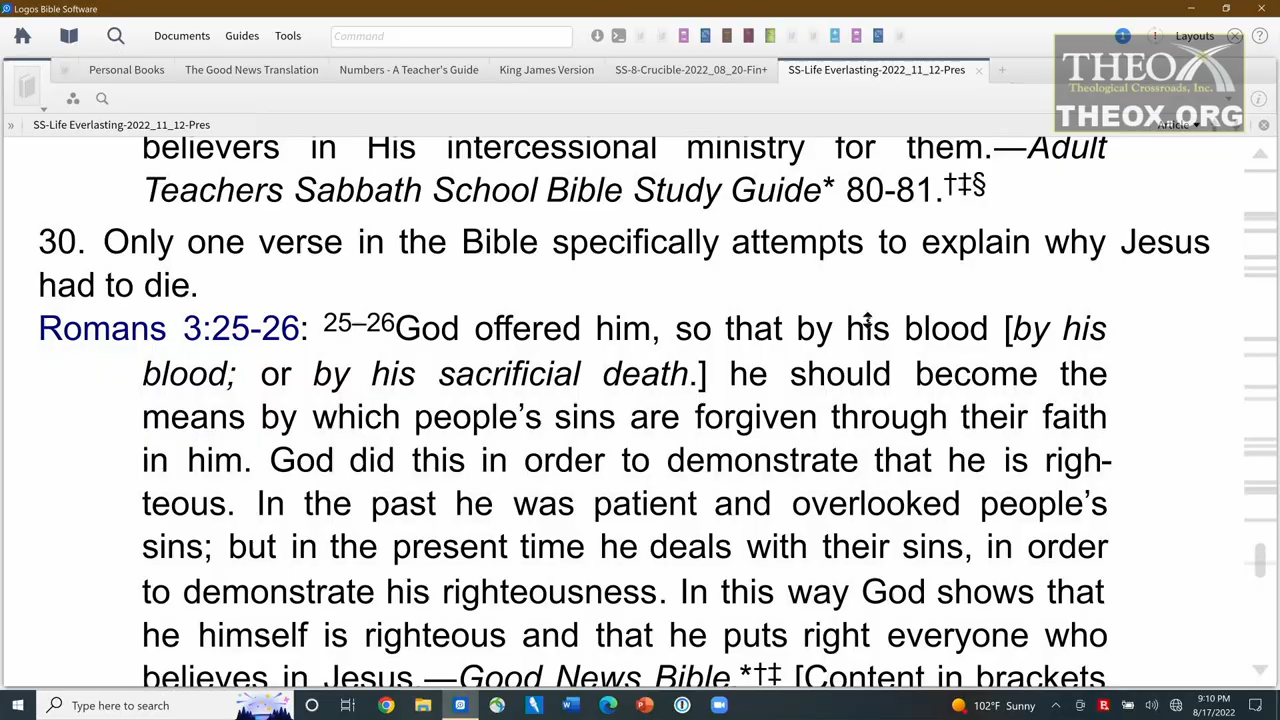 Logos Bible Software
Documents Guides Tools Command 1 Layouts
THEOX
Theological Crossroads, Inc.
THEOX.ORG
Personal Books The Good News Translation Numbers - A Teacher's Guide King James Version SS-8-Crucible-2022_08_20-Fin+ SS-Life Everlasting-2022_11_12-Pres
SS-Life Everlasting-2022_11_12-Pres Article
believers in His intercessional ministry for them.—Adult
Teachers Sabbath School Bible Study Guide* 80-81.†‡§
30. Only one verse in the Bible specifically attempts to explain why Jesus
had to die.
Romans 3:25-26: 25–26God offered him, so that by his blood [by his
blood; or by his sacrificial death.] he should become the
means by which people’s sins are forgiven through their faith
in him. God did this in order to demonstrate that he is righ-
teous. In the past he was patient and overlooked people’s
sins; but in the present time he deals with their sins, in order
to demonstrate his righteousness. In this way God shows that
he himself is righteous and that he puts right everyone who
believes in Jesus.—Good News Bible.*†‡ [Content in brackets
Type here to search 102°F Sunny 9:10 PM
8/17/2022